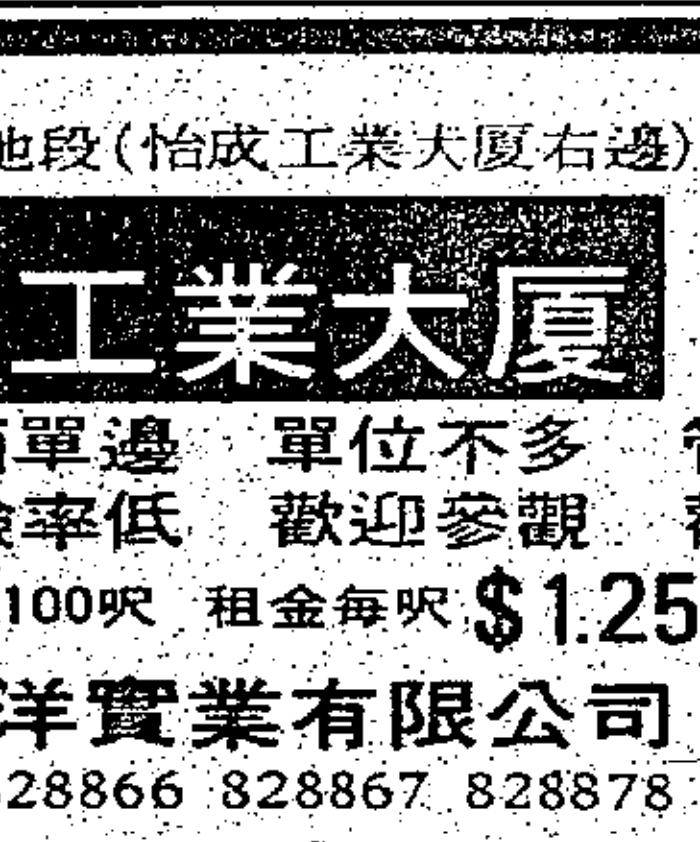 地段(怡成工業大厦右邊)
工業大厦
單邊 單位不多
率低 歡迎參觀
100呎 租金每呎 $1.25
洋實業有限公司
28866 828867 828878